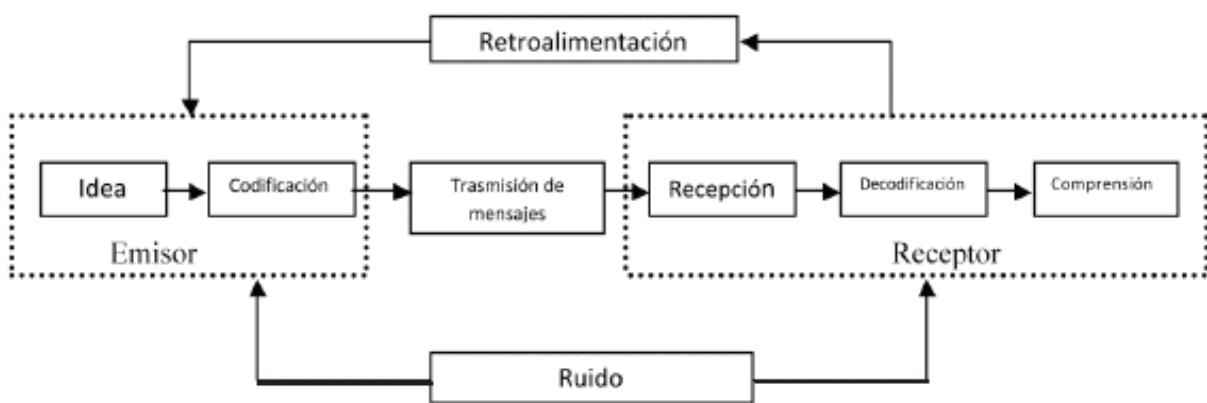 Retroalimentación
Idea
Codificación
Trasmisión de
mensajes
Recepción
Decodificación
Comprensión
Emisor
Receptor
Ruido